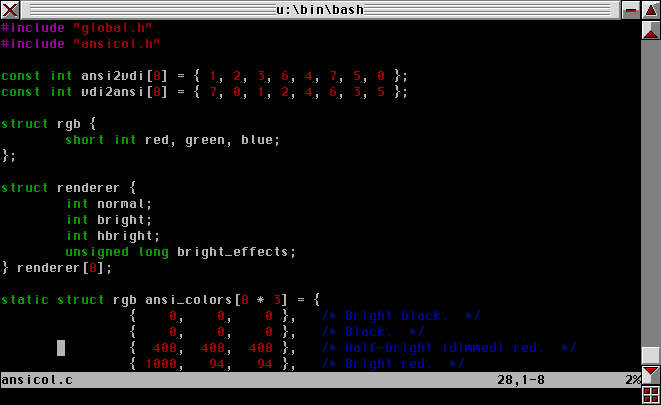 u:\bin\bash
#include "global.h"
#include "ansicol.h"
const int ansi2vdi[8] = { 1, 2, 3, 6, 4, 7, 5, 0 };
const int vdi2ansi[8] = { 7, 0, 1, 2, 4, 6, 3, 5 };
struct rgb {
short int red, green, blue;
};
struct renderer {
int normal;
int bright;
int hbright;
unsigned long bright_effects;
} renderer[8];
static struct rgb ansi_colors[8 * 3] = {
{ 0, 0, 0 }, /* Bright black. */
{ 0, 0, 0 }, /* Black. */
{ 408, 408, 408 }, /* Half-bright (dimmed) red. */
{ 1000, 94, 94 }, /* Bright red. */
ansicol.c 28,1-8 2%